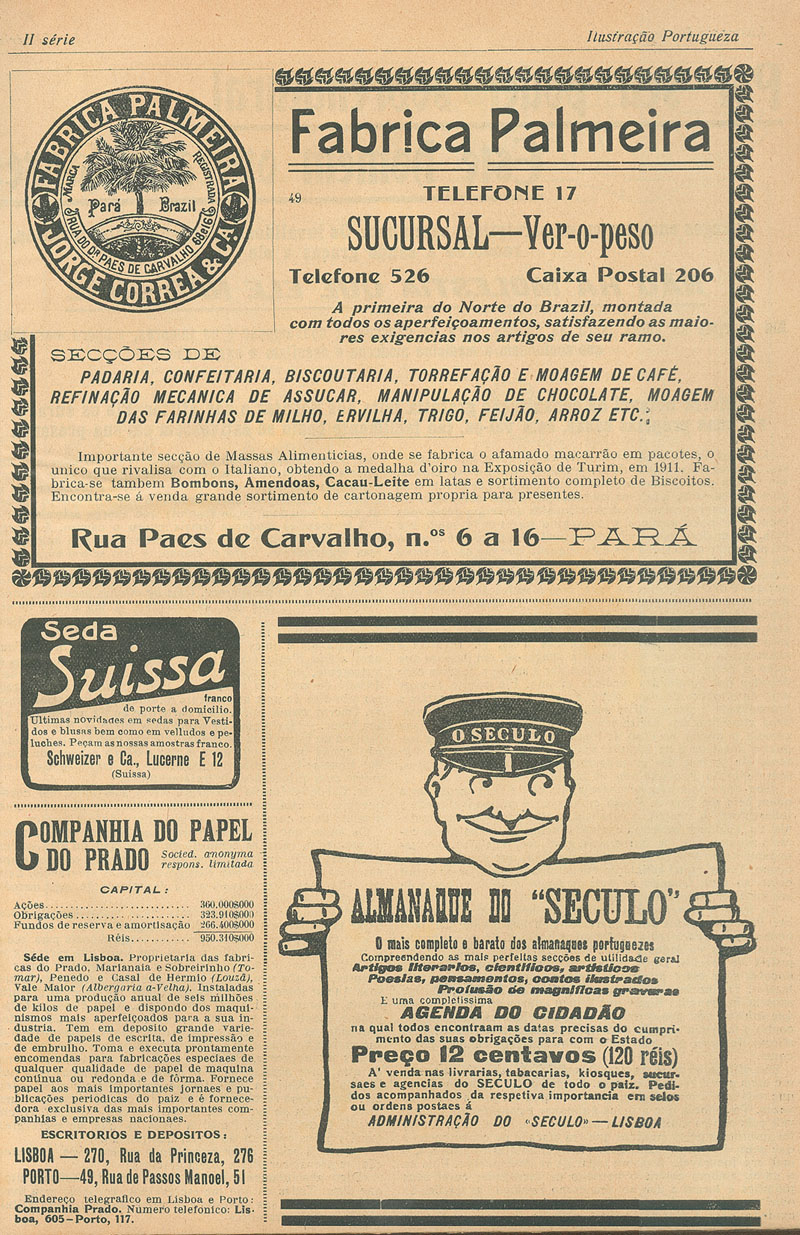 II série
Ilustração Portugueza
FABRICA PALMEIRA
MARCA
REGISTRADA
Pará Brazil
RUA DO Dr PAES DE CARVALHO 6 a 16
JORGE CORREA & CA.
Fabrica Palmeira
49
TELEFONE 17
SUCURSAL—Ver-o-peso
Telefone 526 Caixa Postal 206
A primeira do Norte do Brazil, montada
com todos os aperfeiçoamentos, satisfazendo as maio-
res exigencias nos artigos de seu ramo.
SECÇÕES DE
PADARIA, CONFEITARIA, BISCOUTARIA, TORREFAÇÃO E MOAGEM DE CAFÉ,
REFINAÇÃO MECANICA DE ASSUCAR, MANIPULAÇÃO DE CHOCOLATE, MOAGEM
DAS FARINHAS DE MILHO, ERVILHA, TRIGO, FEIJÃO, ARROZ ETC.;
Importante secção de Massas Alimenticias, onde se fabrica o afamado macarrão em pacotes, o
unico que rivalisa com o Italiano, obtendo a medalha d'oiro na Exposição de Turim, em 1911. Fa-
brica-se tambem Bombons, Amendoas, Cacau-Leite em latas e sortimento completo de Biscoitos.
Encontra-se á venda grande sortimento de cartonagem propria para presentes.
Rua Paes de Carvalho, n.os 6 a 16—PARÁ
Seda
Suissa
franco
de porte a domicilio.
Ultimas novidades em sedas para Vesti-
dos e blusas bem como em velludos e pe-
luches. Peçam as nossas amostras franco.
Schweizer e Ca., Lucerne E 12
(Suissa)
COMPANHIA DO PAPEL
DO PRADO Socied. anonyma
respons. limitada
CAPITAL:
Ações 360.000$000
Obrigações 323.910$000
Fundos de reserva e amortisação 266.400$000
Réis 950.310$000
Séde em Lisboa. Proprietaria das fabri-
cas do Prado, Marianaia e Sobreirinho (To-
mar), Penedo e Casal de Hermio (Louzã),
Vale Maior (Albergaria a-Velha). Instaladas
para uma produção anual de seis milhões
de kilos de papel e dispondo dos maqui-
nismos mais aperfeiçoados para a sua in-
dustria. Tem em deposito grande varie-
dade de papeis de escrita, de impressão e
de embrulho. Toma e executa prontamente
encomendas para fabricações especiaes de
qualquer qualidade de papel de maquina
continua ou redonda e de fôrma. Fornece
papel aos mais importantes jornaes e pu-
blicações periodicas do paiz e é fornece-
dora exclusiva das mais importantes com-
panhias e empresas nacionaes.
ESCRITORIOS E DEPOSITOS:
LISBOA — 270, Rua da Princeza, 276
PORTO—49, Rua de Passos Manoel, 51
Endereço telegrafico em Lisboa e Porto:
Companhia Prado. Número telefonico: Lis-
boa, 605-Porto, 117.
O SECULO
ALMANAQUE DO "SECULO"
O mais completo e barato dos almanaques portuguezes
Compreendendo as mais perfeitas secções de utilidade geral
Artigos literarios, cientificos, artisticos
Poesias, pensamentos, contos ilustrados
Profusão de magnificas gravuras
E uma completissima
AGENDA DO CIDADÃO
na qual todos encontraam as datas precisas do cumpri-
mento das suas obrigações para com o Estado
Preço 12 centavos (120 réis)
A' venda nas livrarias, tabacarias, kiosques, sucur-
saes e agencias do SECULO de todo o paiz. Pedi-
dos acompanhados da respetiva importancia em selos
ou ordens postaes á
ADMINISTRAÇÃO DO «SECULO»—LISBOA